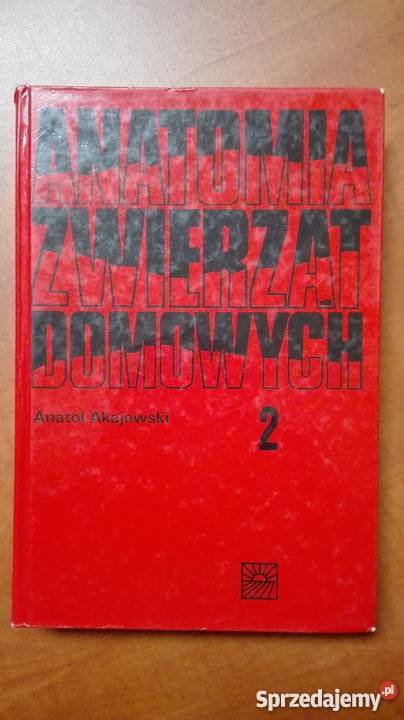 ANATOMIA
ZWIERZĄT
DOMOWYCH
Anatol Akajewski
2
Sprzedajemy.pl